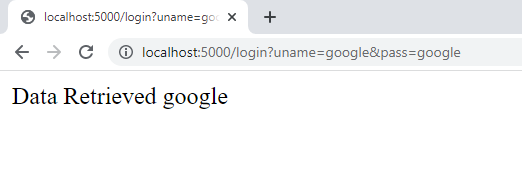 localhost:5000/login?uname=goo
localhost:5000/login?uname=google&pass=google
Data Retrieved google